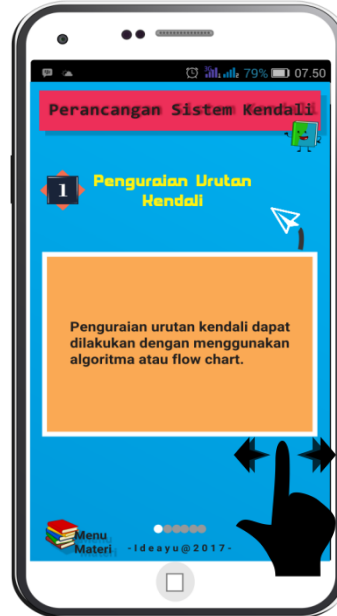 79% 07.50
Perancangan Sistem Kendali
1
Penguraian Urutan
Kendali
Penguraian urutan kendali dapat
dilakukan dengan menggunakan
algoritma atau flow chart.
Menu
Materi
-Ideayu@2017-